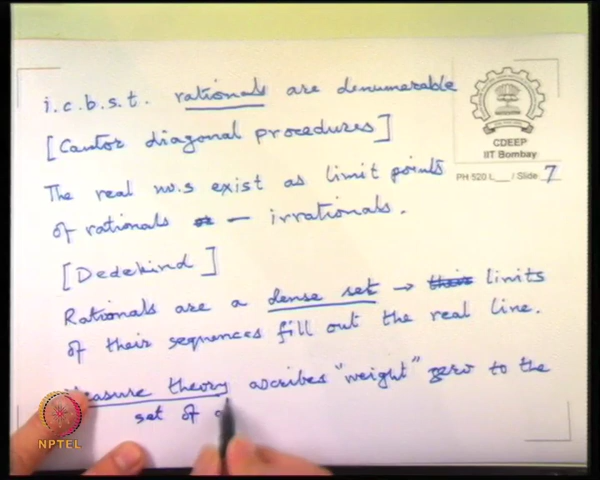 i.c.b.s.t. rationals are denumerable
[Cantor diagonal procedures]
The real no.s exist as limit points
of rationals — irrationals.
[Dedekind]
Rationals are a dense set → limits
of their sequences fill out the real line.
Measure theory ascribes "weight" zero to the
set of
CDEEP
IIT Bombay
PH 520 L__ / Slide 7
NPTEL